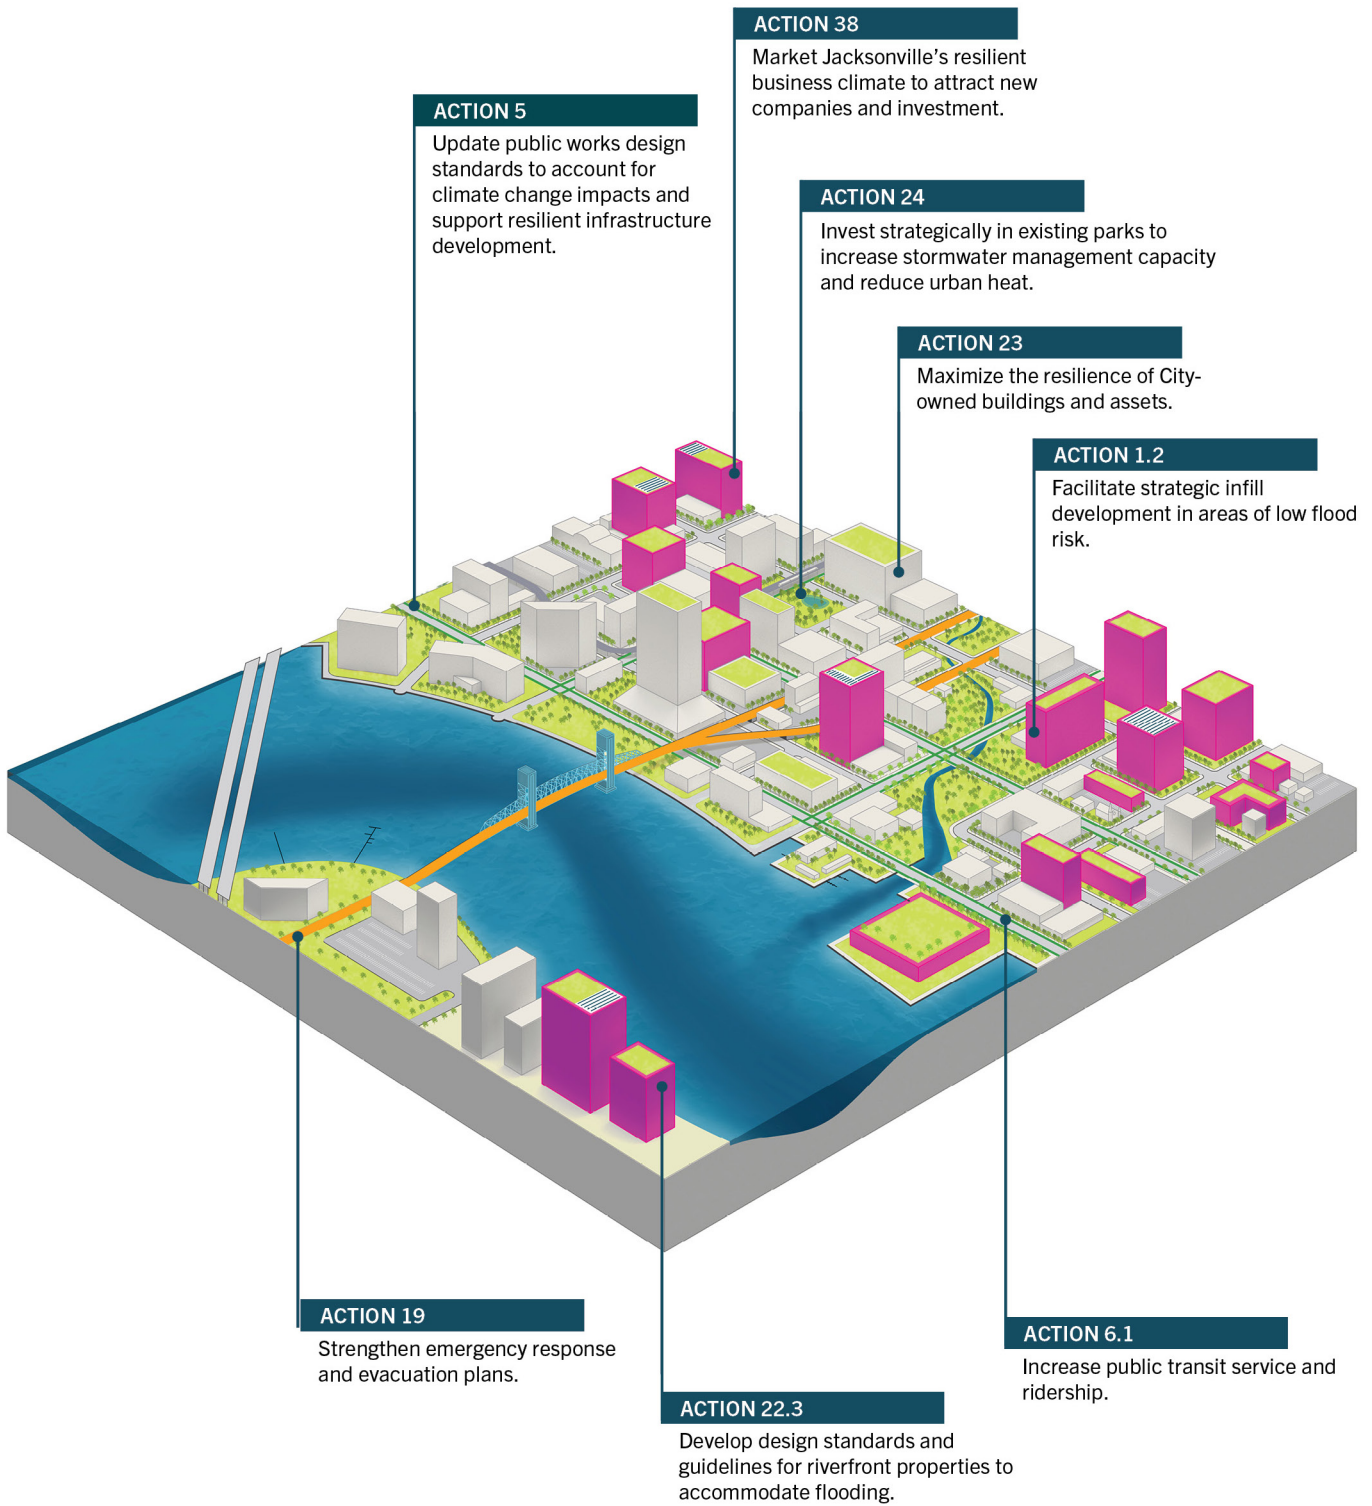 ACTION 38
Market Jacksonville’s resilient
business climate to attract new
companies and investment.
ACTION 5
Update public works design
standards to account for
climate change impacts and
support resilient infrastructure
development.
ACTION 24
Invest strategically in existing parks to
increase stormwater management capacity
and reduce urban heat.
ACTION 23
Maximize the resilience of City-
owned buildings and assets.
ACTION 1.2
Facilitate strategic infill
development in areas of low flood
risk.
ACTION 19
Strengthen emergency response
and evacuation plans.
ACTION 6.1
Increase public transit service and
ridership.
ACTION 22.3
Develop design standards and
guidelines for riverfront properties to
accommodate flooding.